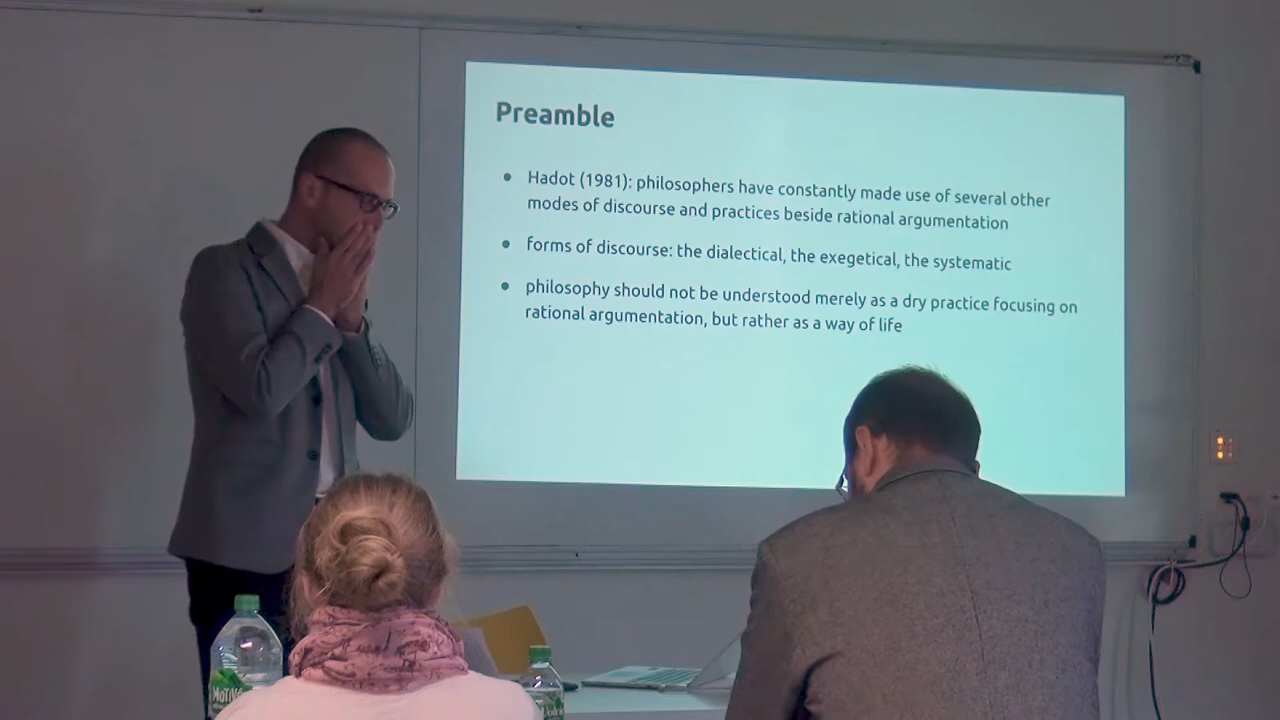 Preamble
• Hadot (1981): philosophers have constantly made use of several other
modes of discourse and practices beside rational argumentation
• forms of discourse: the dialectical, the exegetical, the systematic
• philosophy should not be understood merely as a dry practice focusing on
rational argumentation, but rather as a way of life